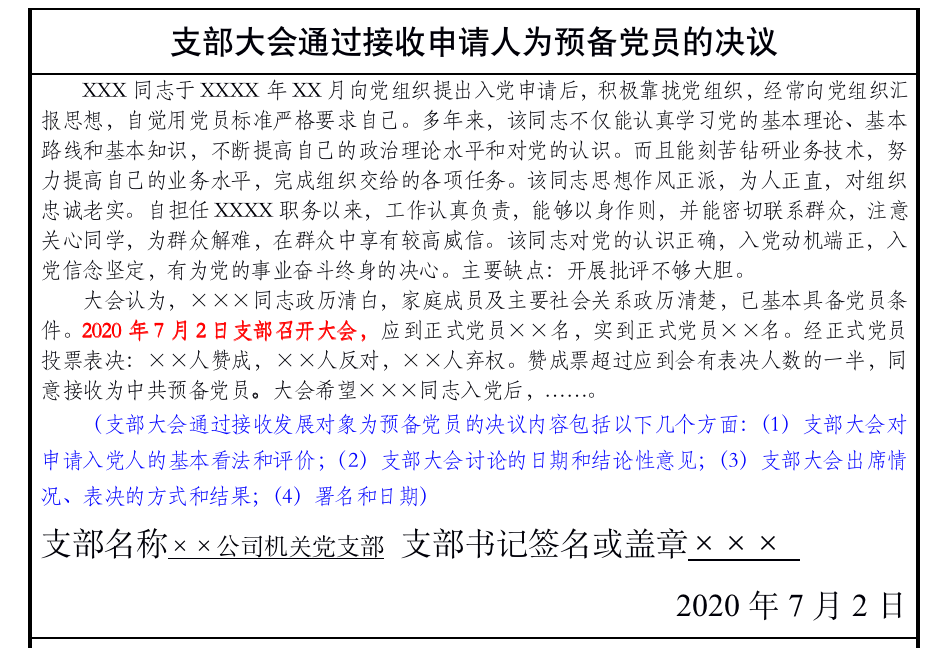 支部大会通过接收申请人为预备党员的决议
XXX 同志于 XXXX 年 XX 月向党组织提出入党申请后，积极靠拢党组织，经常向党组织汇
报思想，自觉用党员标准严格要求自己。多年来，该同志不仅能认真学习党的基本理论、基本
路线和基本知识，不断提高自己的政治理论水平和对党的认识。而且能刻苦钻研业务技术，努
力提高自己的业务水平，完成组织交给的各项任务。该同志思想作风正派，为人正直，对组织
忠诚老实。自担任 XXXX 职务以来，工作认真负责，能够以身作则，并能密切联系群众，注意
关心同学，为群众解难，在群众中享有较高威信。该同志对党的认识正确，入党动机端正，入
党信念坚定，有为党的事业奋斗终身的决心。主要缺点：开展批评不够大胆。
大会认为，×××同志政历清白，家庭成员及主要社会关系政历清楚，已基本具备党员条
件。2020 年 7 月 2 日支部召开大会，应到正式党员××名，实到正式党员××名。经正式党员
投票表决：××人赞成，××人反对，××人弃权。赞成票超过应到会有表决人数的一半，同
意接收为中共预备党员。大会希望×××同志入党后，……。
（支部大会通过接收发展对象为预备党员的决议内容包括以下几个方面：（1）支部大会对
申请入党人的基本看法和评价；（2）支部大会讨论的日期和结论性意见；（3）支部大会出席情
况、表决的方式和结果；（4）署名和日期）
支部名称××公司机关党支部 支部书记签名或盖章×××
2020 年 7 月 2 日